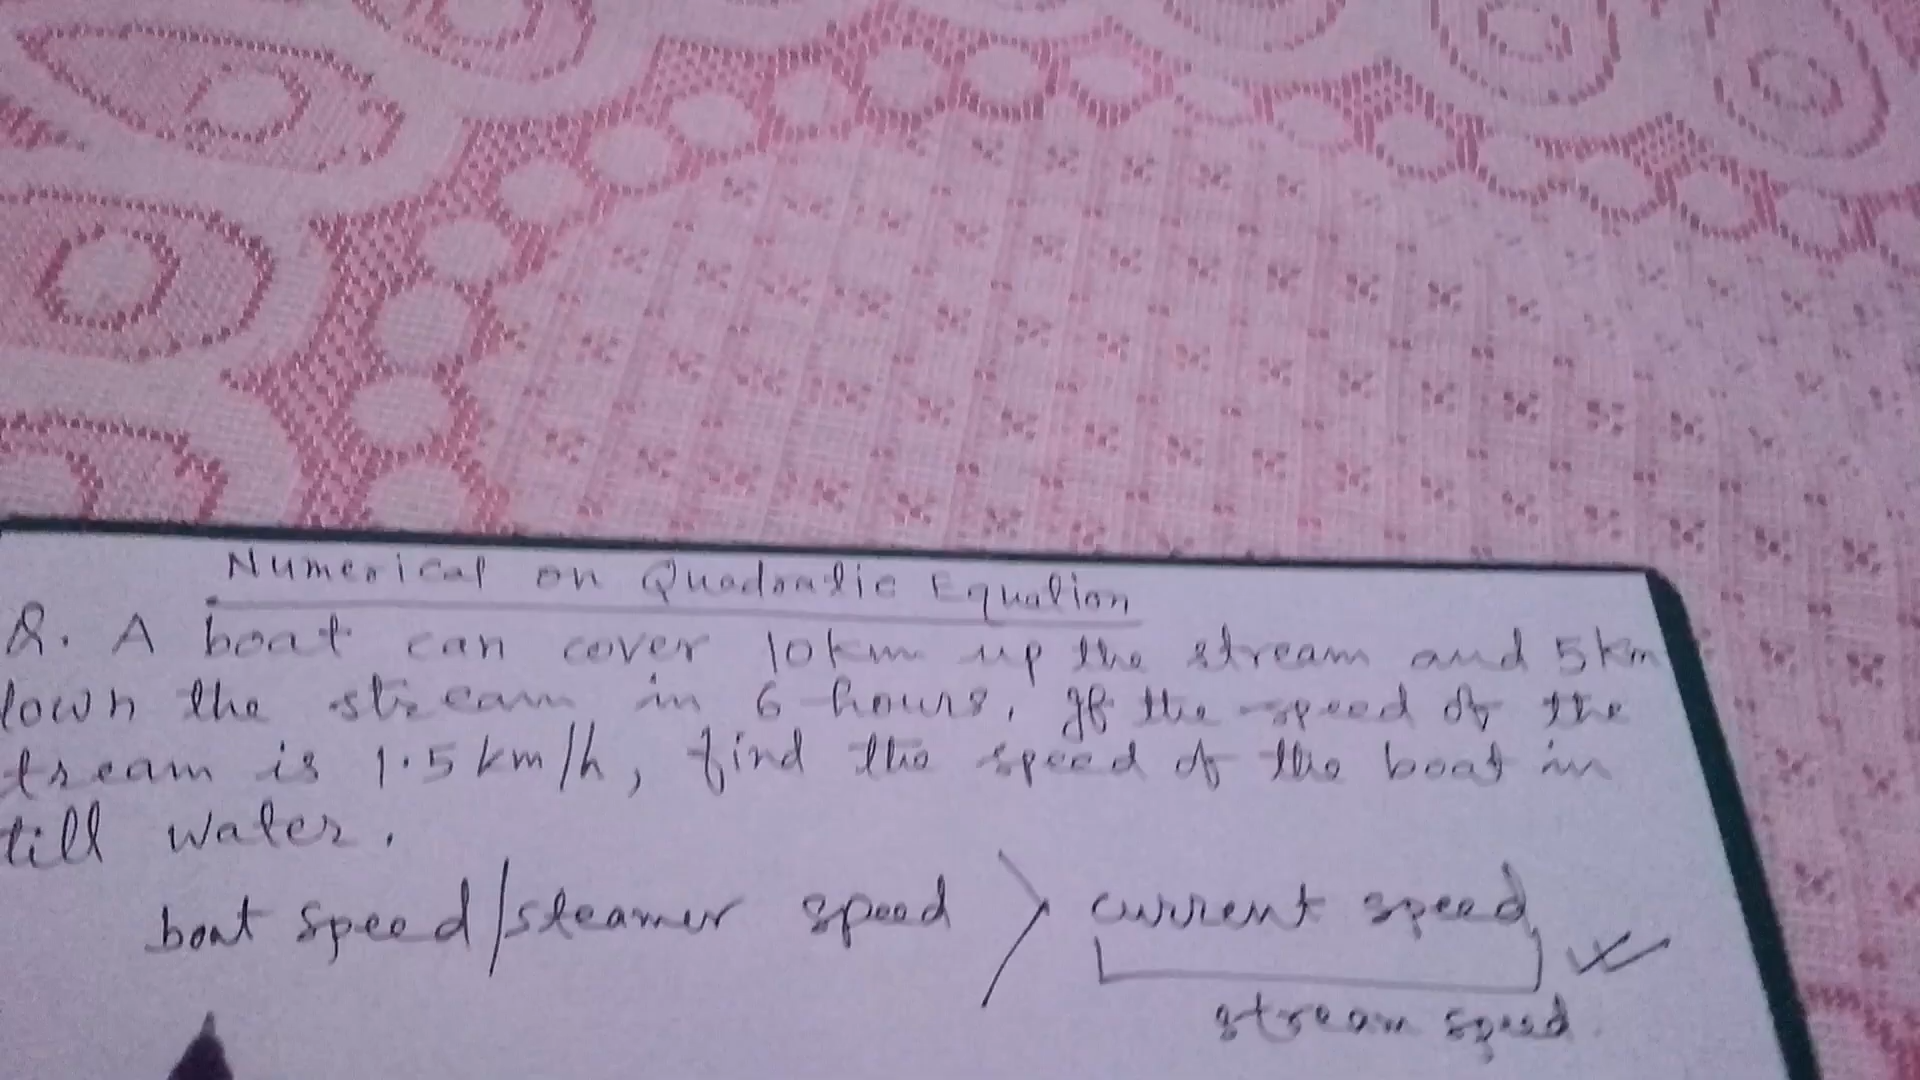 Numerical on Quadratic Equation
Q. A boat can cover 10km up the stream and 5km
down the stream in 6 hours. If the speed of the
tream is 1.5km/h, find the speed of the boat in
till water.
boat speed/steamer speed > current speed
stream speed.